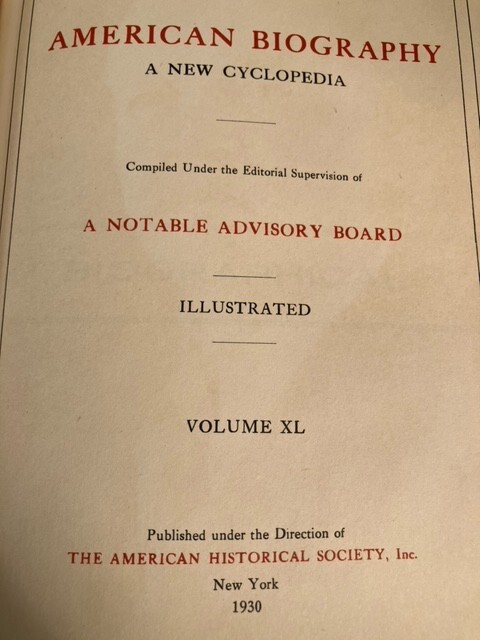 AMERICAN BIOGRAPHY
A NEW CYCLOPEDIA
Compiled Under the Editorial Supervision of
A NOTABLE ADVISORY BOARD
ILLUSTRATED
VOLUME XL
Published under the Direction of
THE AMERICAN HISTORICAL SOCIETY, Inc.
New York
1930